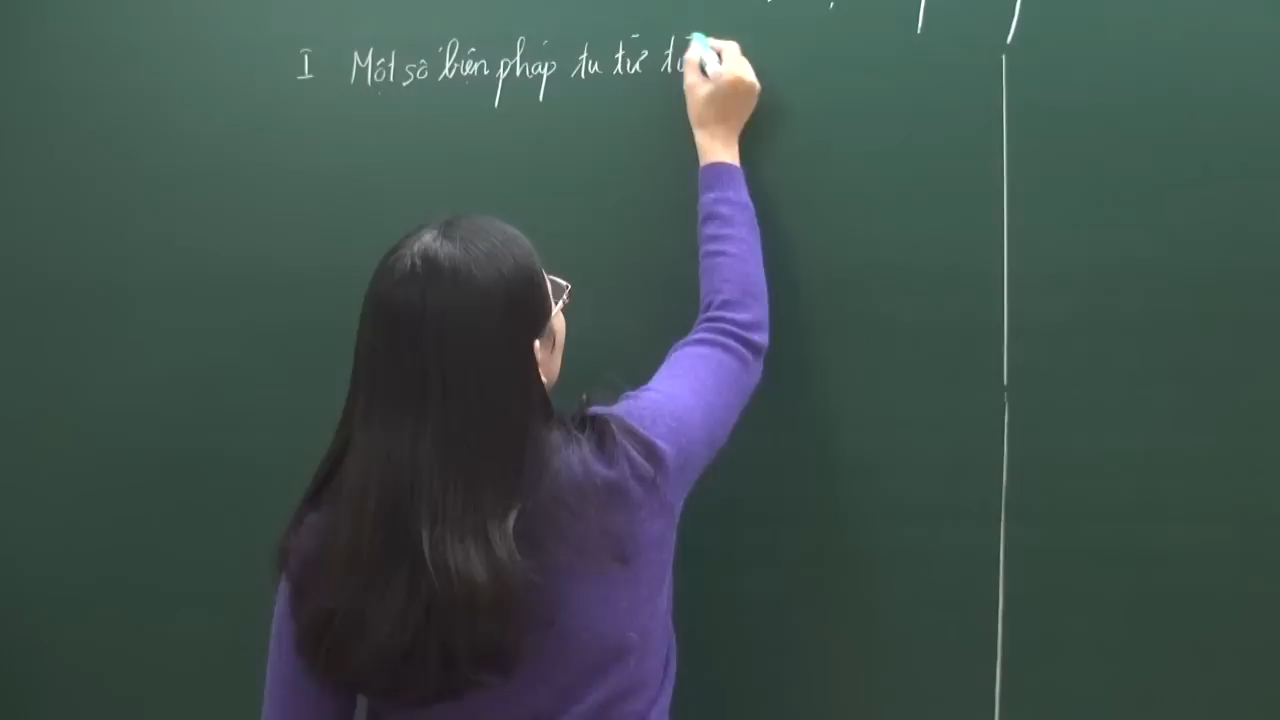 I Một số biện pháp tu từ từ